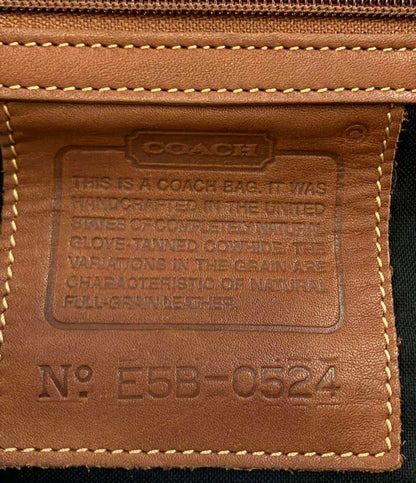 ©
COACH
THIS IS A COACH BAG. IT WAS
HANDCRAFTED IN THE UNITED
STATES OF COMPLETELY NATURAL
GLOVE-TANNED COWHIDE. THE
VARIATIONS IN THE GRAIN ARE
CHARACTERISTIC OF NATURAL
FULL-GRAIN LEATHER.
Nº E5B-0524